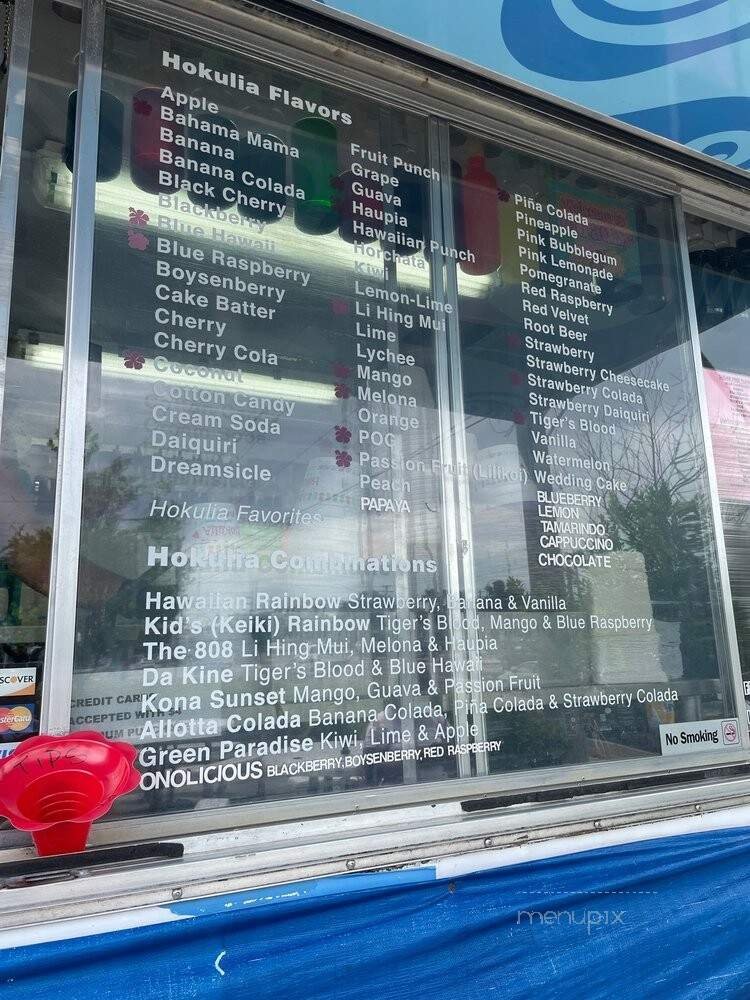 Hokulia Flavors
Apple
Bahama Mama
Banana
Banana Colada
Black Cherry
Blackberry
Blue Hawaii
Blue Raspberry
Boysenberry
Cake Batter
Cherry
Cherry Cola
Coconut
Cotton Candy
Cream Soda
Daiquiri
Dreamsicle
Fruit Punch
Grape
Guava
Haupia
Hawaiian Punch
Horchata
Kiwi
Lemon-Lime
Li Hing Mui
Lime
Lychee
Mango
Melona
Orange
POG
Passion Fruit (Lilikoi)
Peach
PAPAYA
Piña Colada
Pineapple
Pink Bubblegum
Pink Lemonade
Pomegranate
Red Raspberry
Red Velvet
Root Beer
Strawberry
Strawberry Cheesecake
Strawberry Colada
Strawberry Daiquiri
Tiger's Blood
Vanilla
Watermelon
Wedding Cake
BLUEBERRY
LEMON
TAMARINDO
CAPPUCCINO
CHOCOLATE
Hokulia Favorites
Hokulia Combinations
Hawaiian Rainbow Strawberry, Banana & Vanilla
Kid's (Keiki) Rainbow Tiger's Blood, Mango & Blue Raspberry
The 808 Li Hing Mui, Melona & Haupia
Da Kine Tiger's Blood & Blue Hawaii
Kona Sunset Mango, Guava & Passion Fruit
Allotta Colada Banana Colada, Piña Colada & Strawberry Colada
Green Paradise Kiwi, Lime & Apple
ONOLICIOUS BLACKBERRY, BOYSENBERRY, RED RASPBERRY
CREDIT CAR
ACCEPTED WITH
No Smoking
TIPS
menupix